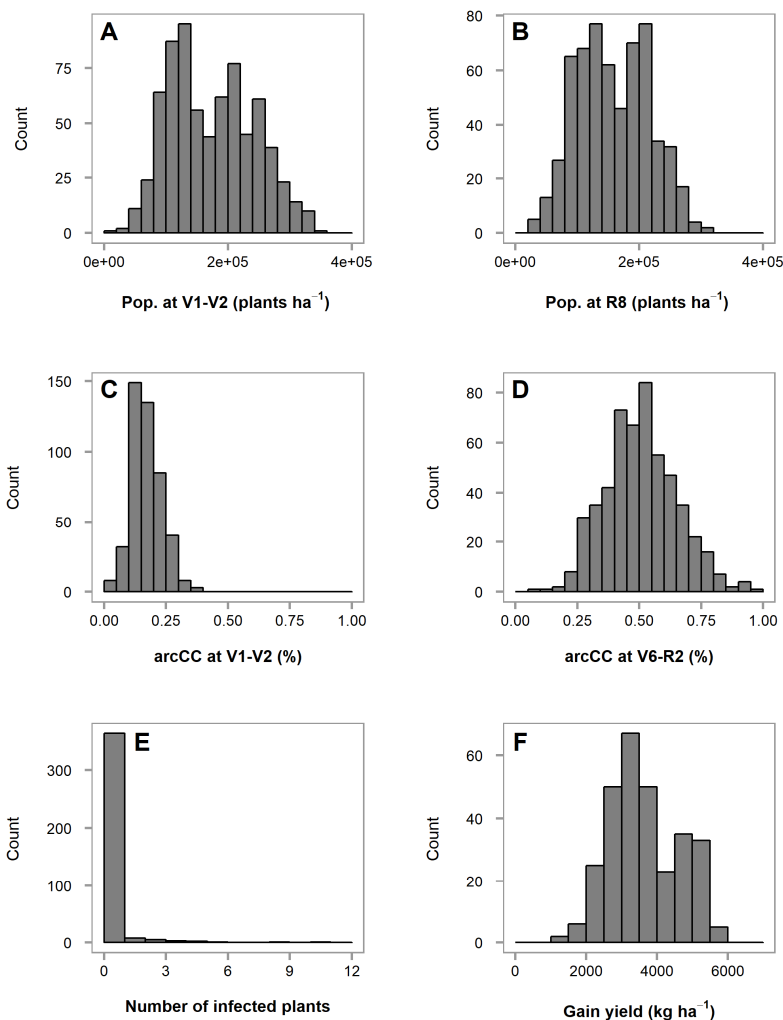 A
Count
75
50
25
0
0e+00 2e+05 4e+05
Pop. at V1-V2 (plants ha⁻¹)
B
Count
80
60
40
20
0
0e+00 2e+05 4e+05
Pop. at R8 (plants ha⁻¹)
C
Count
150
100
50
0
0.00 0.25 0.50 0.75 1.00
arcCC at V1-V2 (%)
D
Count
80
60
40
20
0
0.00 0.25 0.50 0.75 1.00
arcCC at V6-R2 (%)
E
Count
300
200
100
0
0 3 6 9 12
Number of infected plants
F
Count
60
40
20
0
0 2000 4000 6000
Gain yield (kg ha⁻¹)